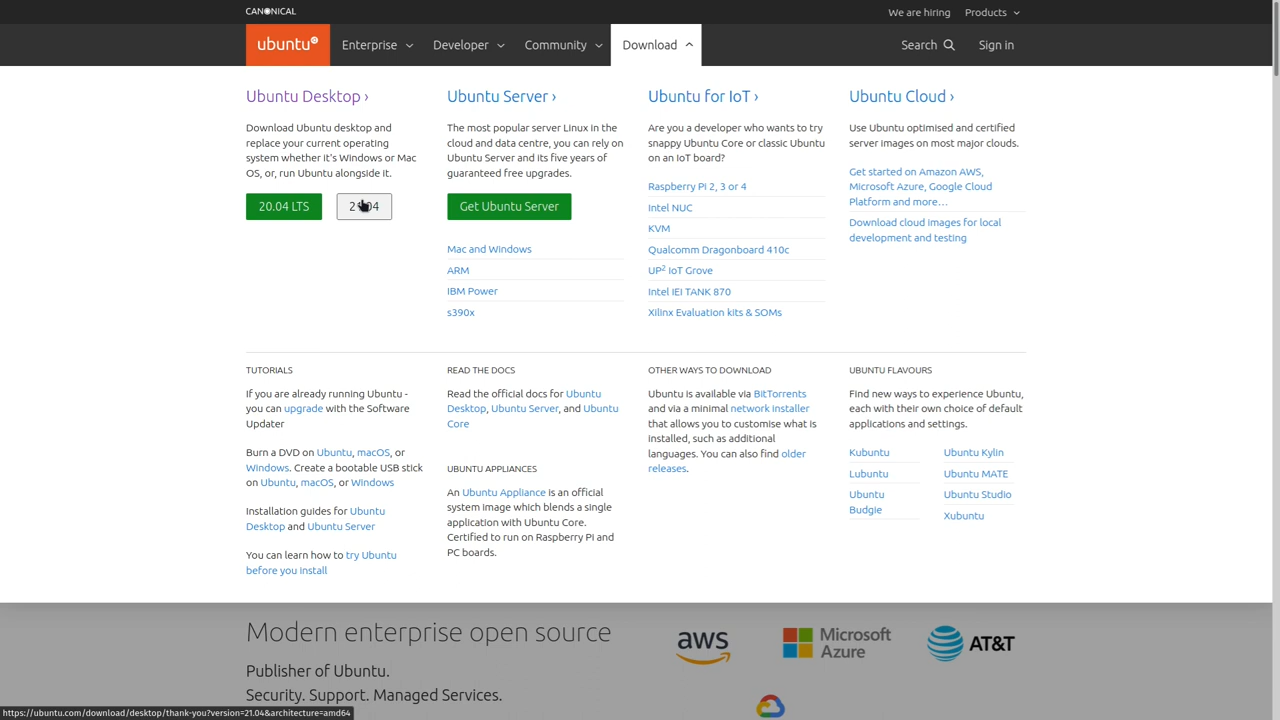 CANONICAL
We are hiring
Products
ubuntu
Enterprise
Developer
Community
Download
Search
Sign in
Ubuntu Desktop ›
Download Ubuntu desktop and
replace your current operating
system whether it's Windows or Mac
OS, or, run Ubuntu alongside it.
20.04 LTS
21.04
Ubuntu Server ›
The most popular server Linux in the
cloud and data centre, you can rely on
Ubuntu Server and its five years of
guaranteed free upgrades.
Get Ubuntu Server
Mac and Windows
ARM
IBM Power
s390x
Ubuntu for IoT ›
Are you a developer who wants to try
snappy Ubuntu Core or classic Ubuntu
on an IoT board?
Raspberry Pi 2, 3 or 4
Intel NUC
KVM
Qualcomm Dragonboard 410c
UP² IoT Grove
Intel IEI TANK 870
Xilinx Evaluation kits & SOMs
Ubuntu Cloud ›
Use Ubuntu optimised and certified
server images on most major clouds.
Get started on Amazon AWS,
Microsoft Azure, Google Cloud
Platform and more…
Download cloud images for local
development and testing
TUTORIALS
If you are already running Ubuntu -
you can upgrade with the Software
Updater
Burn a DVD on Ubuntu, macOS, or
Windows. Create a bootable USB stick
on Ubuntu, macOS, or Windows
Installation guides for Ubuntu
Desktop and Ubuntu Server
You can learn how to try Ubuntu
before you install
READ THE DOCS
Read the official docs for Ubuntu
Desktop, Ubuntu Server, and Ubuntu
Core
UBUNTU APPLIANCES
An Ubuntu Appliance is an official
system image which blends a single
application with Ubuntu Core.
Certified to run on Raspberry Pi and
PC boards.
OTHER WAYS TO DOWNLOAD
Ubuntu is available via BitTorrents
and via a minimal network installer
that allows you to customise what is
installed, such as additional
languages. You can also find older
releases.
UBUNTU FLAVOURS
Find new ways to experience Ubuntu,
each with their own choice of default
applications and settings.
Kubuntu
Lubuntu
Ubuntu
Budgie
Ubuntu Kylin
Ubuntu MATE
Ubuntu Studio
Xubuntu
Modern enterprise open source
Publisher of Ubuntu.
Security. Support. Managed Services.
aws
Microsoft
Azure
AT&T
https://ubuntu.com/download/desktop/thank-you?version=21.04&architecture=amd64